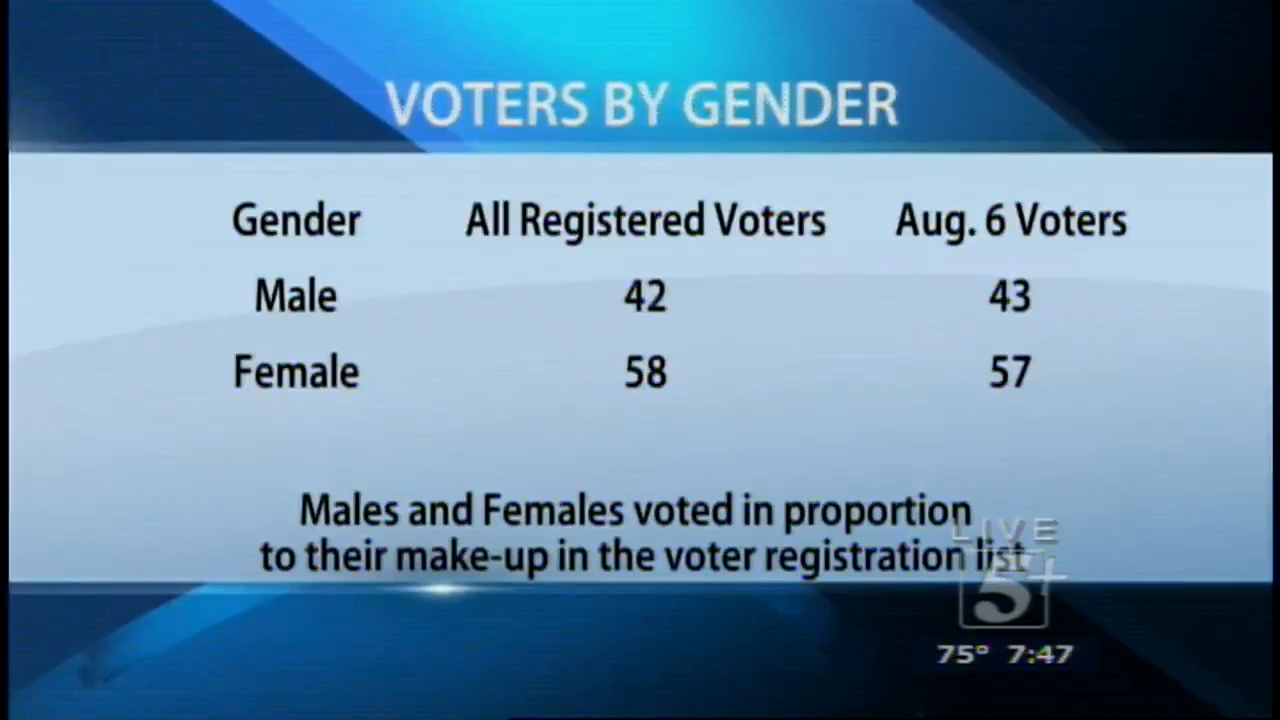 VOTERS BY GENDER
Gender All Registered Voters Aug. 6 Voters
Male 42 43
Female 58 57
Males and Females voted in proportion
to their make-up in the voter registration list
LIVE
5+
75° 7:47